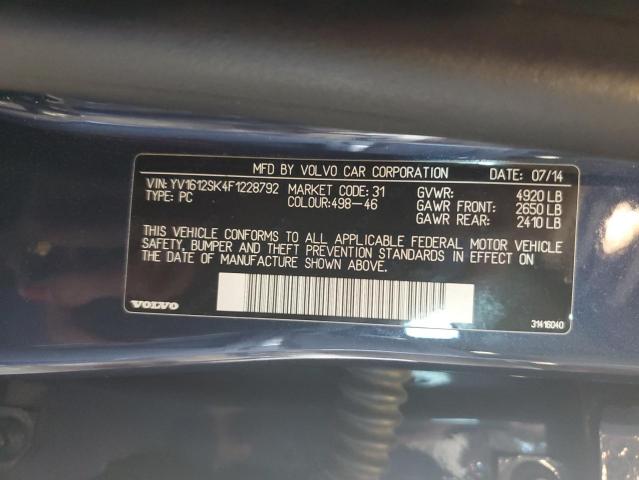 MFD BY VOLVO CAR CORPORATION DATE: 07/14
VIN: YV1612SK4F1228792 MARKET CODE: 31 GVWR: 4920 LB
TYPE: PC COLOUR:498-46 GAWR FRONT: 2650 LB
GAWR REAR: 2410 LB
THIS VEHICLE CONFORMS TO ALL APPLICABLE FEDERAL MOTOR VEHICLE
SAFETY, BUMPER AND THEFT PREVENTION STANDARDS IN EFFECT ON
THE DATE OF MANUFACTURE SHOWN ABOVE.
VOLVO 31416040